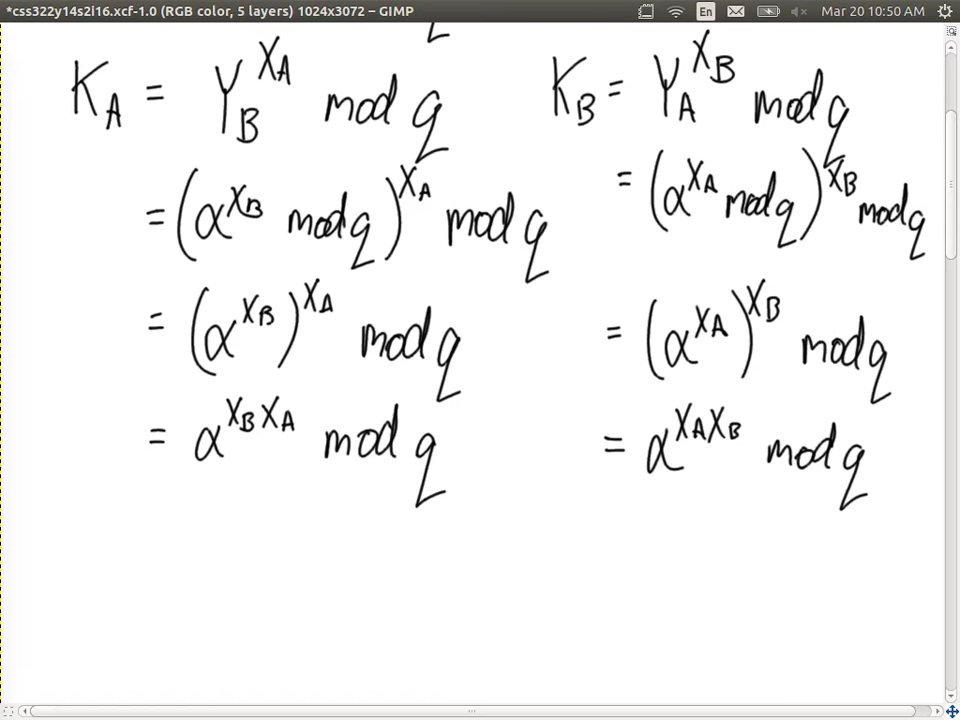 *css322y14s2i16.xcf-1.0 (RGB color, 5 layers) 1024x3072 – GIMP En Mar 20 10:50 AM
K_A = Y_B^{X_A} mod q
= (α^{X_B} mod q)^{X_A} mod q
= (α^{X_B})^{X_A} mod q
= α^{X_B X_A} mod q
K_B = Y_A^{X_B} mod q
= (α^{X_A} mod q)^{X_B} mod q
= (α^{X_A})^{X_B} mod q
= α^{X_A X_B} mod q